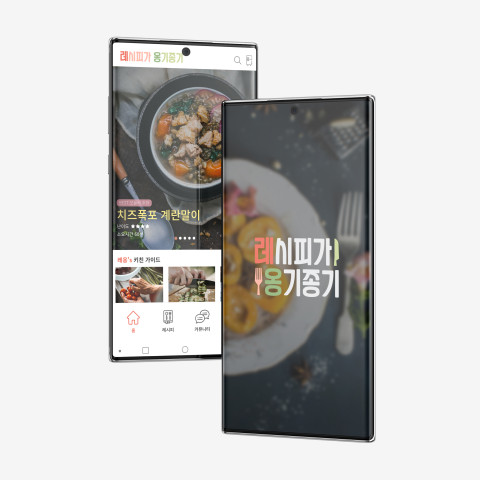 레시피가 옹기종기
치즈폭포 계란말이
난이도 ★★★★
레옹's 키친 가이드
홈
레시피
커뮤니티
레시피가
옹기종기